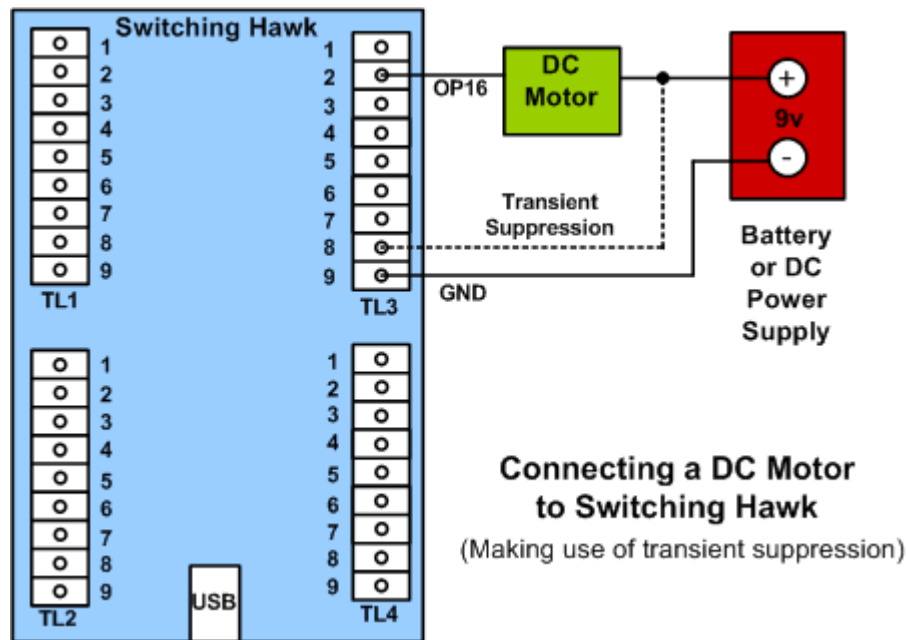 Switching Hawk
1
2
3
4
5
6
7
8
9
TL1
1
2
3
4
5
6
7
8
9
TL3
OP16
DC
Motor
+
9v
-
Transient
Suppression
GND
Battery
or DC
Power
Supply
1
2
3
4
5
6
7
8
9
TL2
USB
1
2
3
4
5
6
7
8
9
TL4
Connecting a DC Motor
to Switching Hawk
(Making use of transient suppression)